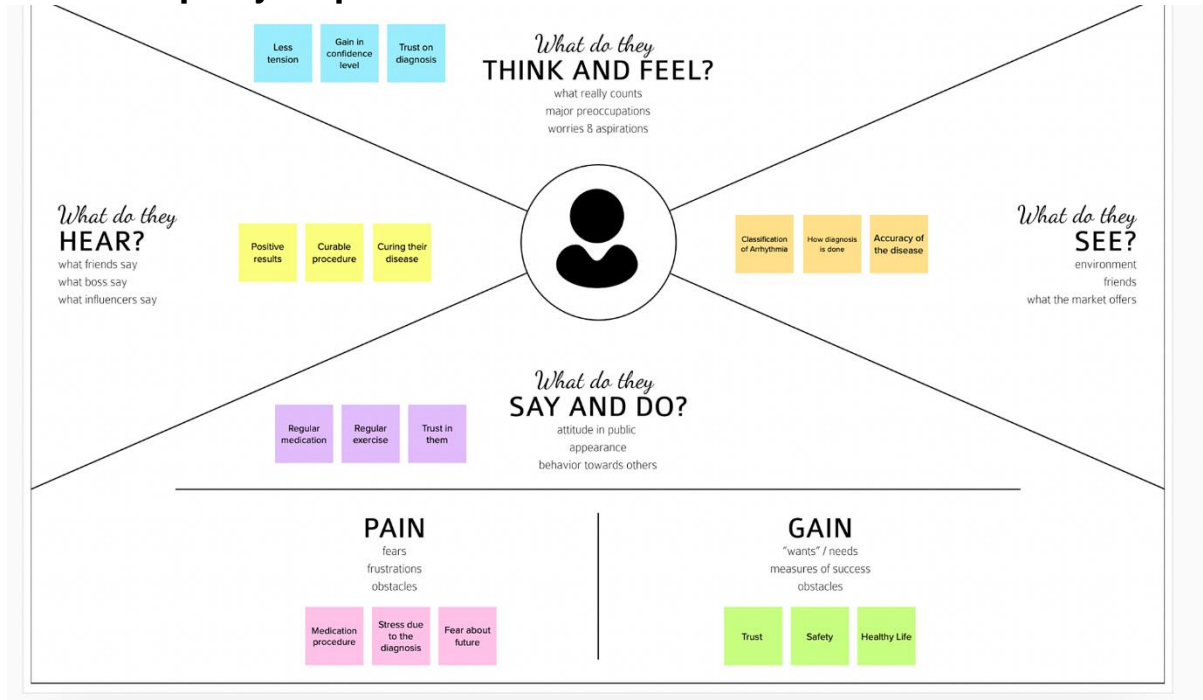 Less
tension
Gain in
confidence
level
Trust on
diagnosis
What do they
THINK AND FEEL?
what really counts
major preoccupations
worries & aspirations
What do they
HEAR?
what friends say
what boss say
what influencers say
Positive
results
Curable
procedure
Curing their
disease
Classification
of Arrhythmia
How diagnosis
is done
Accuracy of
the disease
What do they
SEE?
environment
friends
what the market offers
What do they
SAY AND DO?
attitude in public
appearance
behavior towards others
Regular
medication
Regular
exercise
Trust in
them
PAIN
fears
frustrations
obstacles
Medication
procedure
Stress due
to the
diagnosis
Fear about
future
GAIN
"wants" / needs
measures of success
obstacles
Trust
Safety
Healthy Life